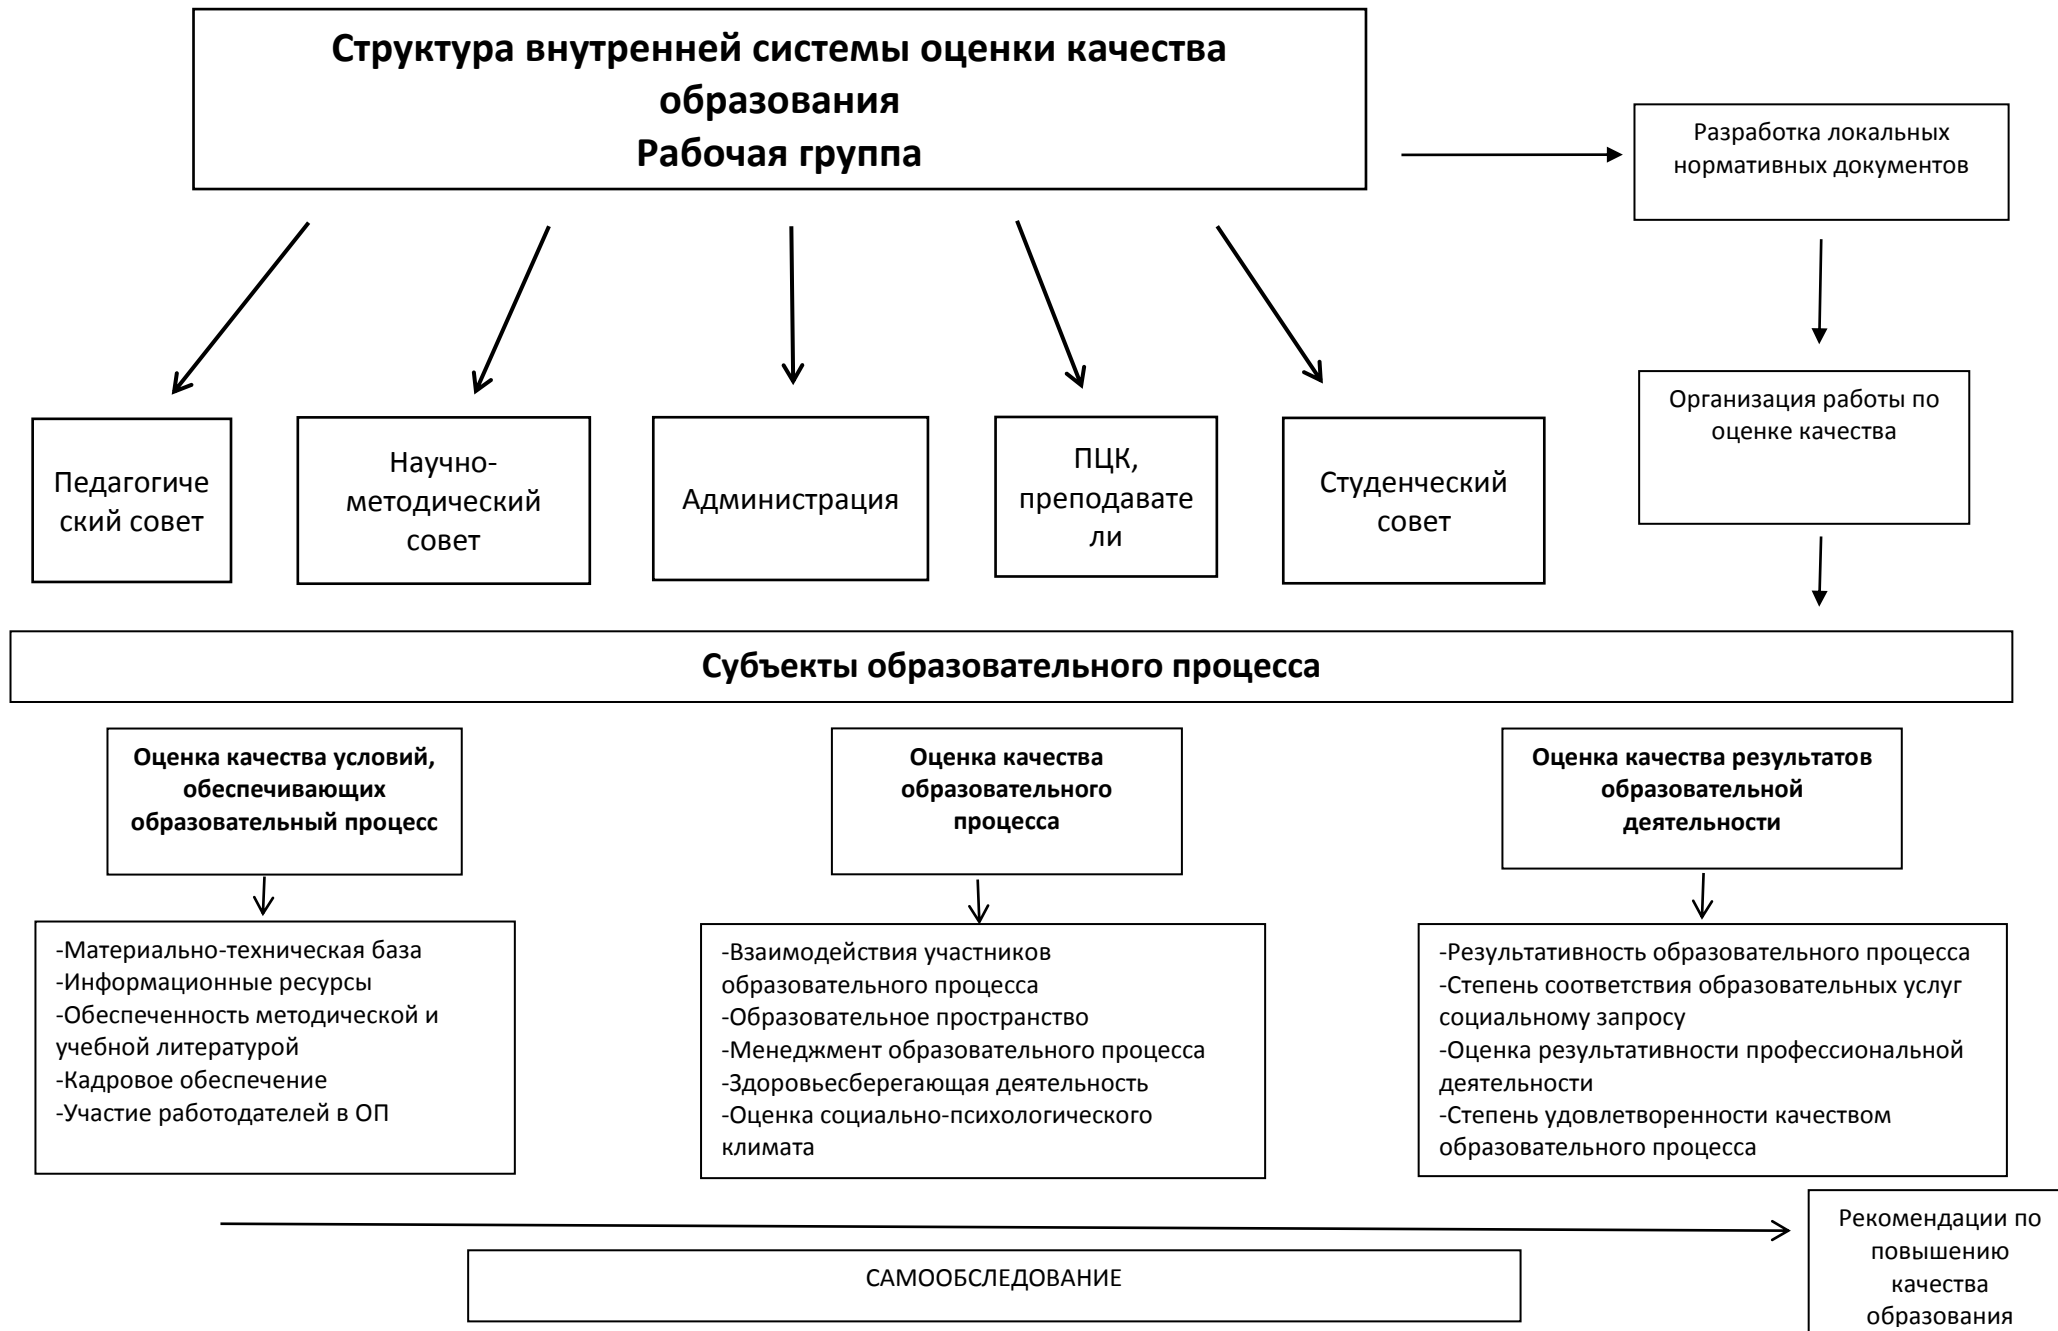 Структура внутренней системы оценки качества
образования
Рабочая группа
Разработка локальных
нормативных документов
Организация работы по
оценке качества
Педагогиче
ский совет
Научно-
методический
совет
Администрация
ПЦК,
преподавате
ли
Студенческий
совет
Субъекты образовательного процесса
Оценка качества условий,
обеспечивающих
образовательный процесс
Оценка качества
образовательного
процесса
Оценка качества результатов
образовательной
деятельности
-Материально-техническая база
-Информационные ресурсы
-Обеспеченность методической и
учебной литературой
-Кадровое обеспечение
-Участие работодателей в ОП
-Взаимодействия участников
образовательного процесса
-Образовательное пространство
-Менеджмент образовательного процесса
-Здоровьесберегающая деятельность
-Оценка социально-психологического
климата
-Результативность образовательного процесса
-Степень соответствия образовательных услуг
социальному запросу
-Оценка результативности профессиональной
деятельности
-Степень удовлетворенности качеством
образовательного процесса
Рекомендации по
повышению
качества
образования
САМООБСЛЕДОВАНИЕ